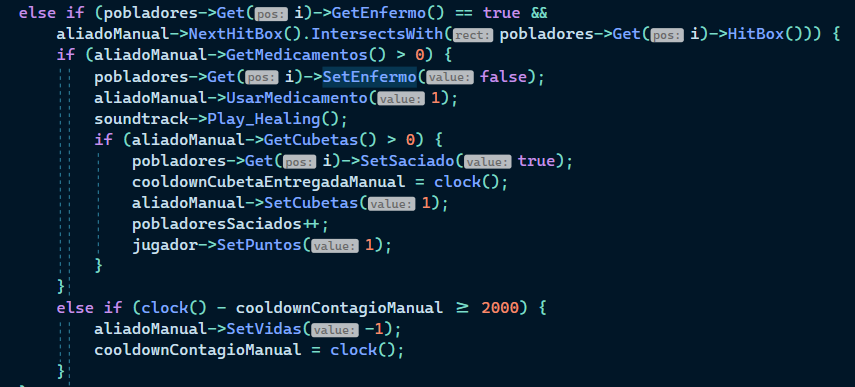 else if (pobladores->Get(pos: i)->GetEnfermo() == true &&
aliadoManual->NextHitBox().IntersectsWith(rect: pobladores->Get(pos: i)->HitBox())) {
if (aliadoManual->GetMedicamentos() > 0) {
pobladores->Get(pos: i)->SetEnfermo(value: false);
aliadoManual->UsarMedicamento(value: 1);
soundtrack->Play_Healing();
if (aliadoManual->GetCubetas() > 0) {
pobladores->Get(pos: i)->SetSaciado(value: true);
cooldownCubetaEntregadaManual = clock();
aliadoManual->SetCubetas(value: 1);
pobladoresSaciados++;
jugador->SetPuntos(value: 1);
}
}
else if (clock() - cooldownContagioManual ≥ 2000) {
aliadoManual->SetVidas(value: -1);
cooldownContagioManual = clock();
}